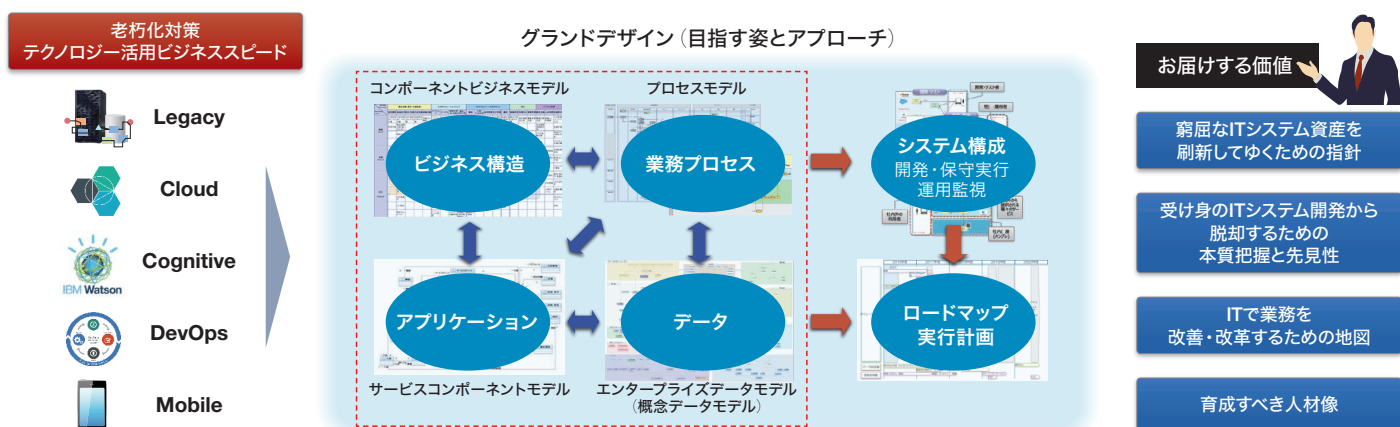 老朽化対策
テクノロジー活用ビジネススピード
Legacy
Cloud
IBM Watson
Cognitive
DevOps
Mobile
グランドデザイン（目指す姿とアプローチ）
コンポーネントビジネスモデル
プロセスモデル
ビジネス構造
業務プロセス
システム構成
開発・保守実行
運用監視
アプリケーション
データ
ロードマップ
実行計画
サービスコンポーネントモデル
エンタープライズデータモデル
（概念データモデル）
お届けする価値
窮屈なITシステム資産を
刷新してゆくための指針
受け身のITシステム開発から
脱却するための
本質把握と先見性
ITで業務を
改善・改革するための地図
育成すべき人材像